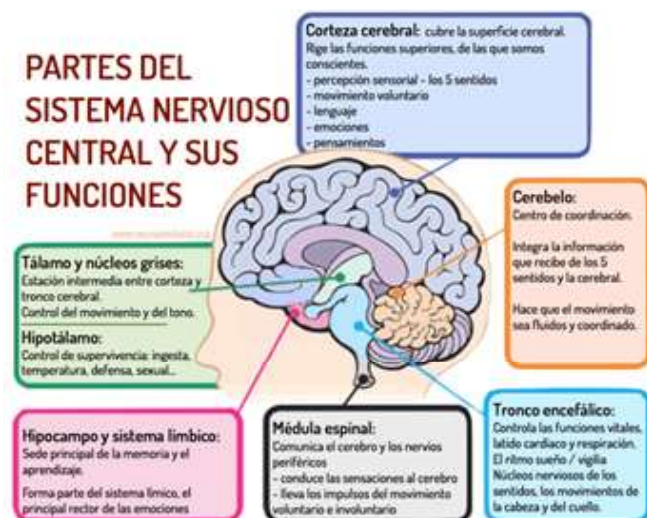 PARTES DEL
SISTEMA NERVIOSO
CENTRAL Y SUS
FUNCIONES
Corteza cerebral: cubre la superficie cerebral.
Rige las funciones superiores, de las que somos
conscientes.
- percepción sensorial - los 5 sentidos
- movimiento voluntario
- lenguaje
- emociones
- pensamientos
Cerebelo:
Centro de coordinación.
Integra la información
que recibe de los 5
sentidos y la cerebral.
Hace que el movimiento
sea fluidos y coordinado.
Tálamo y núcleos grises:
Estación intermedia entre corteza y
tronco cerebral.
Control del movimiento y del tono.
Hipotálamo:
Control de supervivencia: ingesta,
temperatura, defensa, sexual...
Hipocampo y sistema límbico:
Sede principal de la memoria y el
aprendizaje.
Forma parte del sistema límico, el
principal rector de las emociones
Médula espinal:
Comunica el cerebro y los nervios
periféricos
- conduce las sensaciones al cerebro
- lleva los impulsos del movimiento
voluntario e involuntario
Tronco encefálico:
Controla las funciones vitales,
latido cardiaco y respiración.
El ritmo sueño / vigilia
Núcleos nerviosos de los
sentidos, los movimientos de
la cabeza y del cuello.